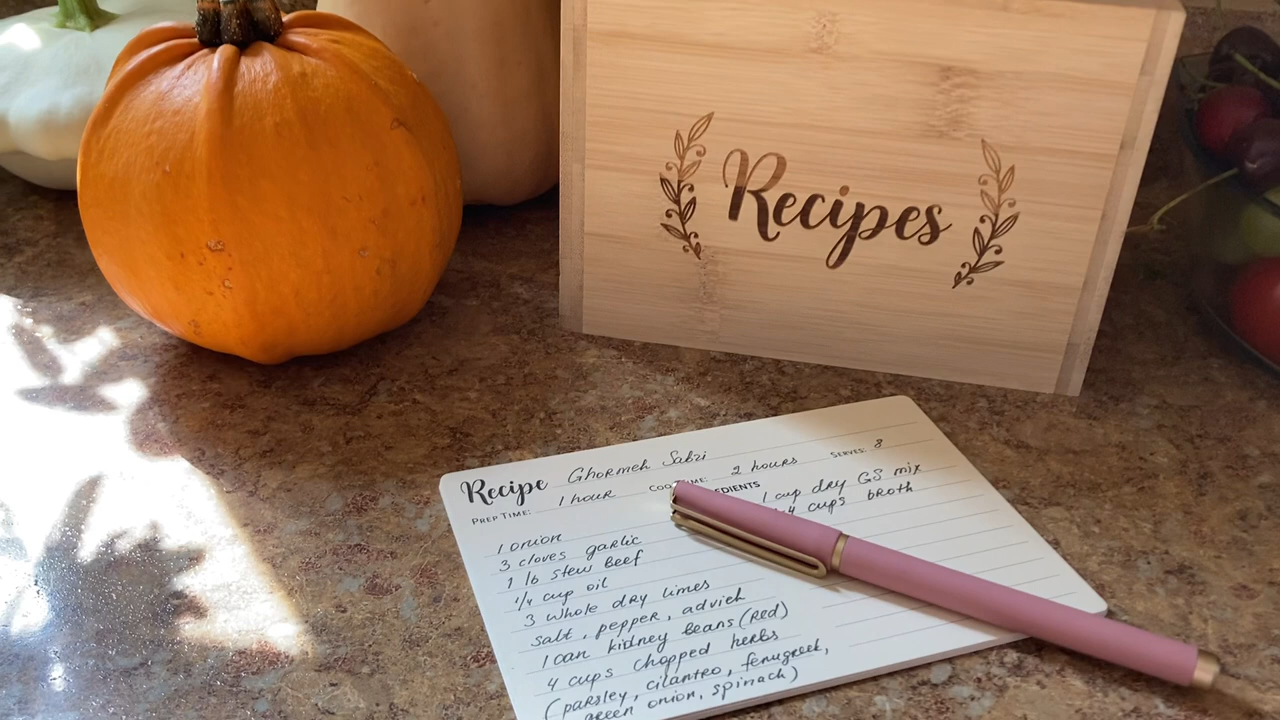 Recipes
Recipe Ghormeh Sabzi
PREP TIME: 1 hour TIME: 2 hours SERVES: 8
1 onion
3 cloves garlic
1 lb stew beef
1/4 cup oil
3 whole dry limes
salt, pepper, advieh
1 can kidney beans (red)
4 cups chopped herbs
(parsley, cilantro, fenugreek,
green onion, spinach)
1 cup dry GS mix
4 cups broth